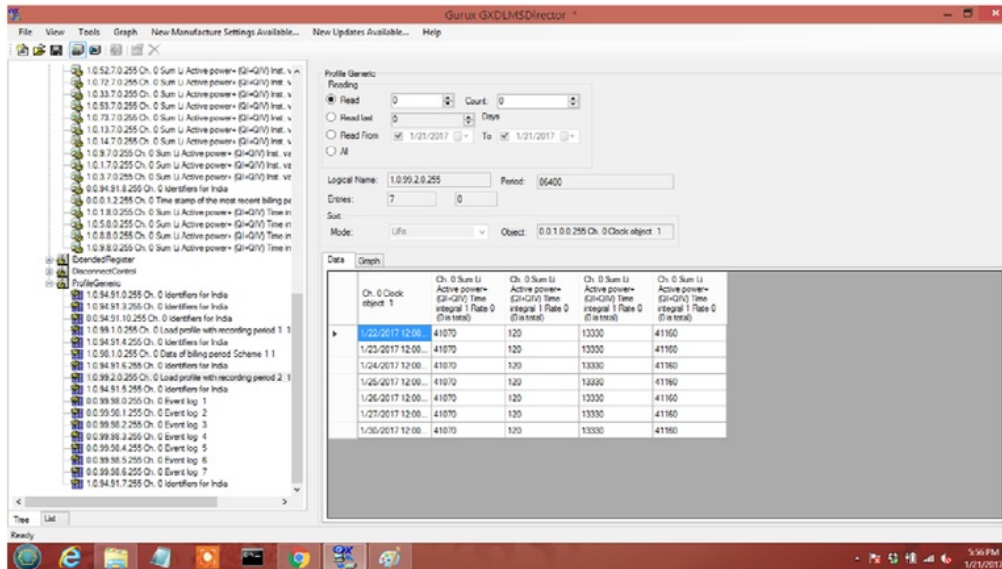 Gurux GXDLMSDirector *
File View Tools Graph New Manufacture Settings Available... New Updates Available... Help
1.0.52.7.0.255 Ch. 0 Sum Li Active power+ (QI+QIV) Inst. v
1.0.72.7.0.255 Ch. 0 Sum Li Active power+ (QI+QIV) Inst. v
1.0.33.7.0.255 Ch. 0 Sum Li Active power+ (QI+QIV) Inst. v
1.0.53.7.0.255 Ch. 0 Sum Li Active power+ (QI+QIV) Inst. v
1.0.73.7.0.255 Ch. 0 Sum Li Active power+ (QI+QIV) Inst. v
1.0.13.7.0.255 Ch. 0 Sum Li Active power+ (QI+QIV) Inst. v
1.0.14.7.0.255 Ch. 0 Sum Li Active power+ (QI+QIV) Inst. v
1.0.9.7.0.255 Ch. 0 Sum Li Active power+ (QI+QIV) Inst. va
1.0.1.7.0.255 Ch. 0 Sum Li Active power+ (QI+QIV) Inst. va
1.0.3.7.0.255 Ch. 0 Sum Li Active power+ (QI+QIV) Inst. va
0.0.94.91.8.255 Ch. 0 Identifiers for India
0.0.0.1.2.255 Ch. 0 Time stamp of the most recent billing pe
1.0.1.8.0.255 Ch. 0 Sum Li Active power+ (QI+QIV) Time in
1.0.5.8.0.255 Ch. 0 Sum Li Active power+ (QI+QIV) Time in
1.0.8.8.0.255 Ch. 0 Sum Li Active power+ (QI+QIV) Time in
1.0.9.8.0.255 Ch. 0 Sum Li Active power+ (QI+QIV) Time in
ExtendedRegister
DisconnectControl
ProfileGeneric
1.0.94.91.0.255 Ch. 0 Identifiers for India
1.0.94.91.3.255 Ch. 0 Identifiers for India
0.0.94.91.10.255 Ch. 0 Identifiers for India
1.0.99.1.0.255 Ch. 0 Load profile with recording period 1 1
1.0.94.91.4.255 Ch. 0 Identifiers for India
1.0.98.1.0.255 Ch. 0 Data of billing period Scheme 1 1
1.0.94.91.6.255 Ch. 0 Identifiers for India
1.0.99.2.0.255 Ch. 0 Load profile with recording period 2 1
1.0.94.91.5.255 Ch. 0 Identifiers for India
0.0.99.98.0.255 Ch. 0 Event log 1
0.0.99.98.1.255 Ch. 0 Event log 2
0.0.99.98.2.255 Ch. 0 Event log 3
0.0.99.98.3.255 Ch. 0 Event log 4
0.0.99.98.4.255 Ch. 0 Event log 5
0.0.99.98.5.255 Ch. 0 Event log 6
0.0.99.98.6.255 Ch. 0 Event log 7
1.0.94.91.7.255 Ch. 0 Identifiers for India
Tree List
Ready
Profile Generic
Reading
Read 0 Count: 0
Read last 0 Days
Read From 1/21/2017 To 1/21/2017
All
Logical Name: 1.0.99.2.0.255 Period: 86400
Entries: 7 0
Sort
Mode: LiFo Object: 0.0.1.0.0.255 Ch. 0 Clock object 1
Data Graph
Ch. 0 Clock object 1 Ch. 0 Sum Li Active power+ (QI+QIV) Time integral 1 Rate 0 (0 is total) Ch. 0 Sum Li Active power+ (QI+QIV) Time integral 1 Rate 0 (0 is total) Ch. 0 Sum Li Active power+ (QI+QIV) Time integral 1 Rate 0 (0 is total) Ch. 0 Sum Li Active power+ (QI+QIV) Time integral 1 Rate 0 (0 is total)
1/22/2017 12:00... 41070 120 13330 41160
1/23/2017 12:00... 41070 120 13330 41160
1/24/2017 12:00... 41070 120 13330 41160
1/25/2017 12:00... 41070 120 13330 41160
1/26/2017 12:00... 41070 120 13330 41160
1/27/2017 12:00... 41070 120 13330 41160
1/30/2017 12:00... 41070 120 13330 41160
5:56 PM
1/21/2017